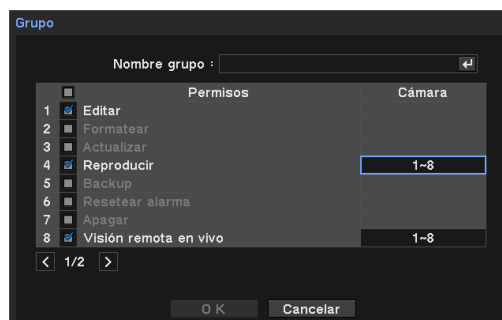 Grupo
Nombre grupo :
Permisos Cámara
1 Editar
2 Formatear
3 Actualizar
4 Reproducir 1~8
5 Backup
6 Resetear alarma
7 Apagar
8 Visión remota en vivo 1~8
< 1/2 >
OK Cancelar